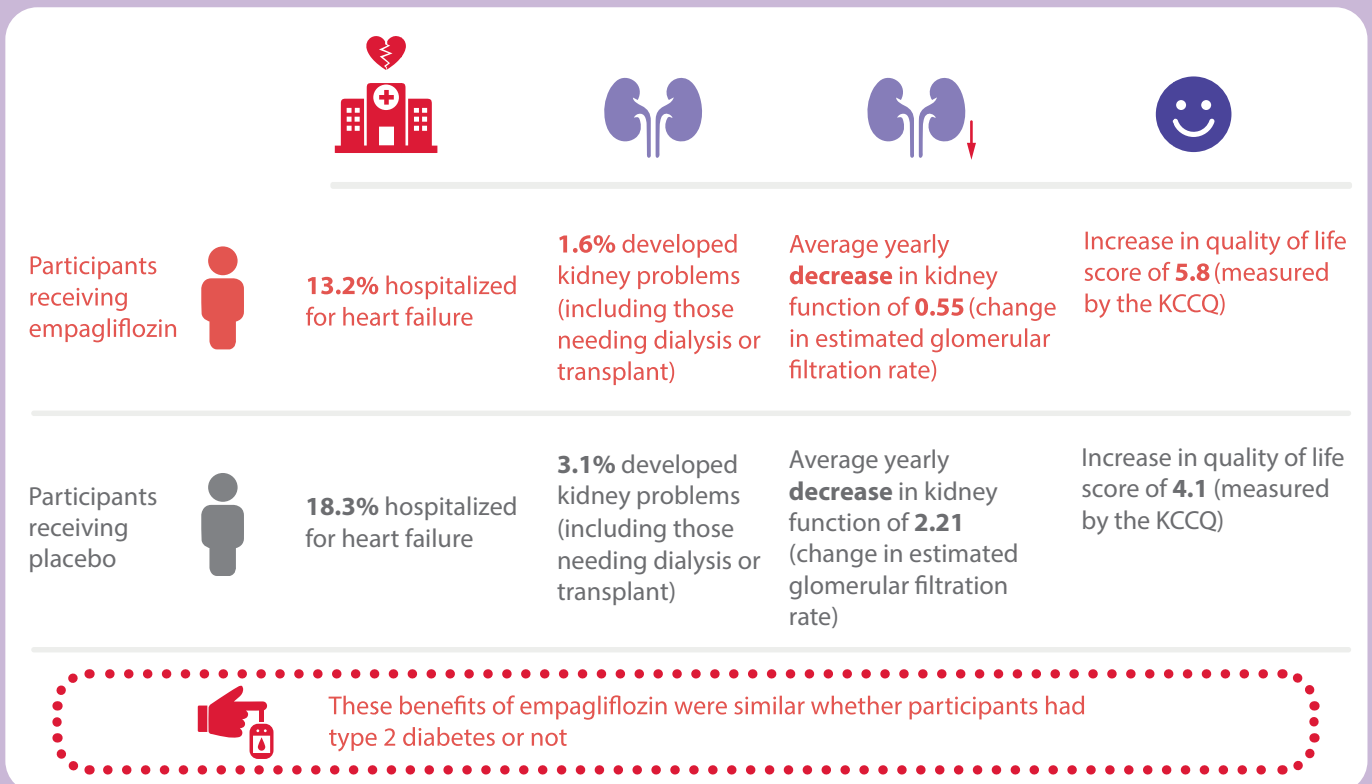 Participants
receiving
empagliflozin
13.2% hospitalized
for heart failure
1.6% developed
kidney problems
(including those
needing dialysis or
transplant)
Average yearly
decrease in kidney
function of 0.55 (change
in estimated glomerular
filtration rate)
Increase in quality of life
score of 5.8 (measured
by the KCCQ)
Participants
receiving
placebo
18.3% hospitalized
for heart failure
3.1% developed
kidney problems
(including those
needing dialysis or
transplant)
Average yearly
decrease in kidney
function of 2.21
(change in estimated
glomerular filtration
rate)
Increase in quality of life
score of 4.1 (measured
by the KCCQ)
These benefits of empagliflozin were similar whether participants had
type 2 diabetes or not